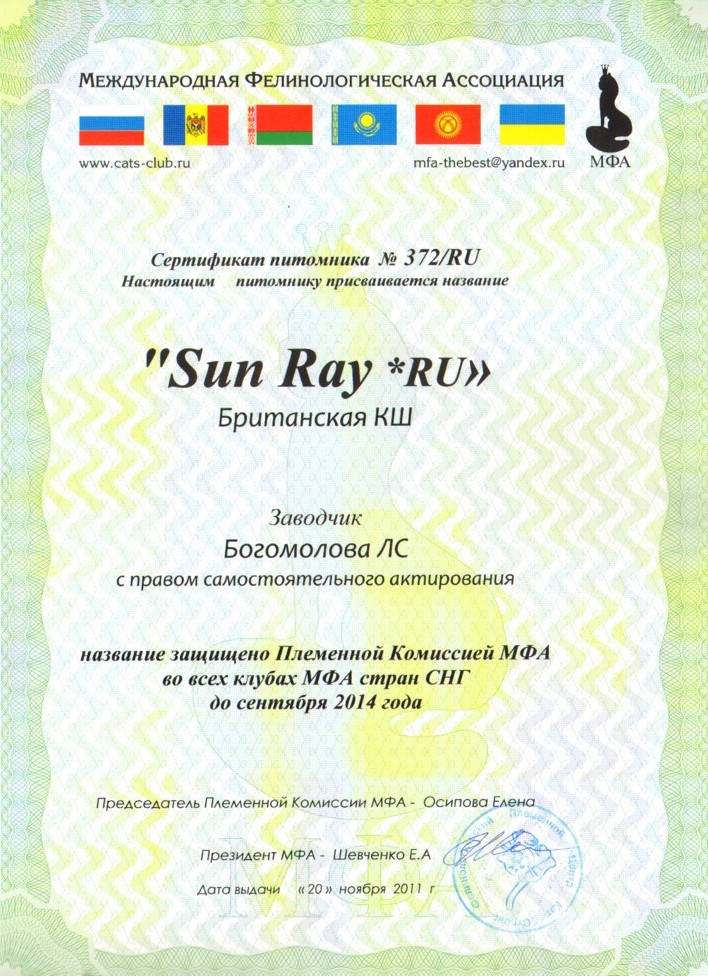 Международная Фелинологическая Ассоциация
www.cats-club.ru
mfa-thebest@yandex.ru
МФА
Сертификат питомника № 372/RU
Настоящим питомнику присваивается название
"Sun Ray *RU»
Британская КШ
Заводчик
Богомолова ЛС
с правом самостоятельного актирования
название защищено Племенной Комиссией МФА
во всех клубах МФА стран СНГ
до сентября 2014 года
Председатель Племенной Комиссии МФА - Осипова Елена
Президент МФА - Шевченко Е.А
Дата выдачи «20» ноября 2011 г
МФА
Племенной Центр